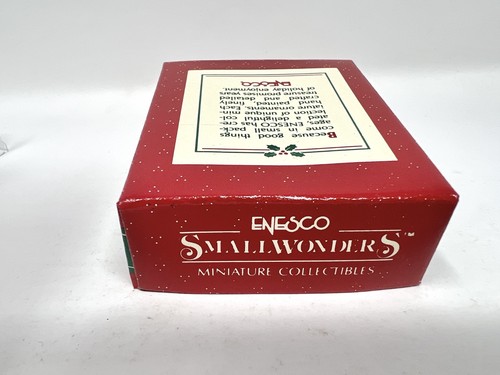 Because good things
come in small pack-
ages, ENESCO has cre-
ated a delightful col-
lection of unique min-
iature ornaments. Each
hand painted, finely
crafted and detailed
treasure promises years
of holiday enjoyment.
ENESCO
ENESCO
SMALLWONDERS™
MINIATURE COLLECTIBLES